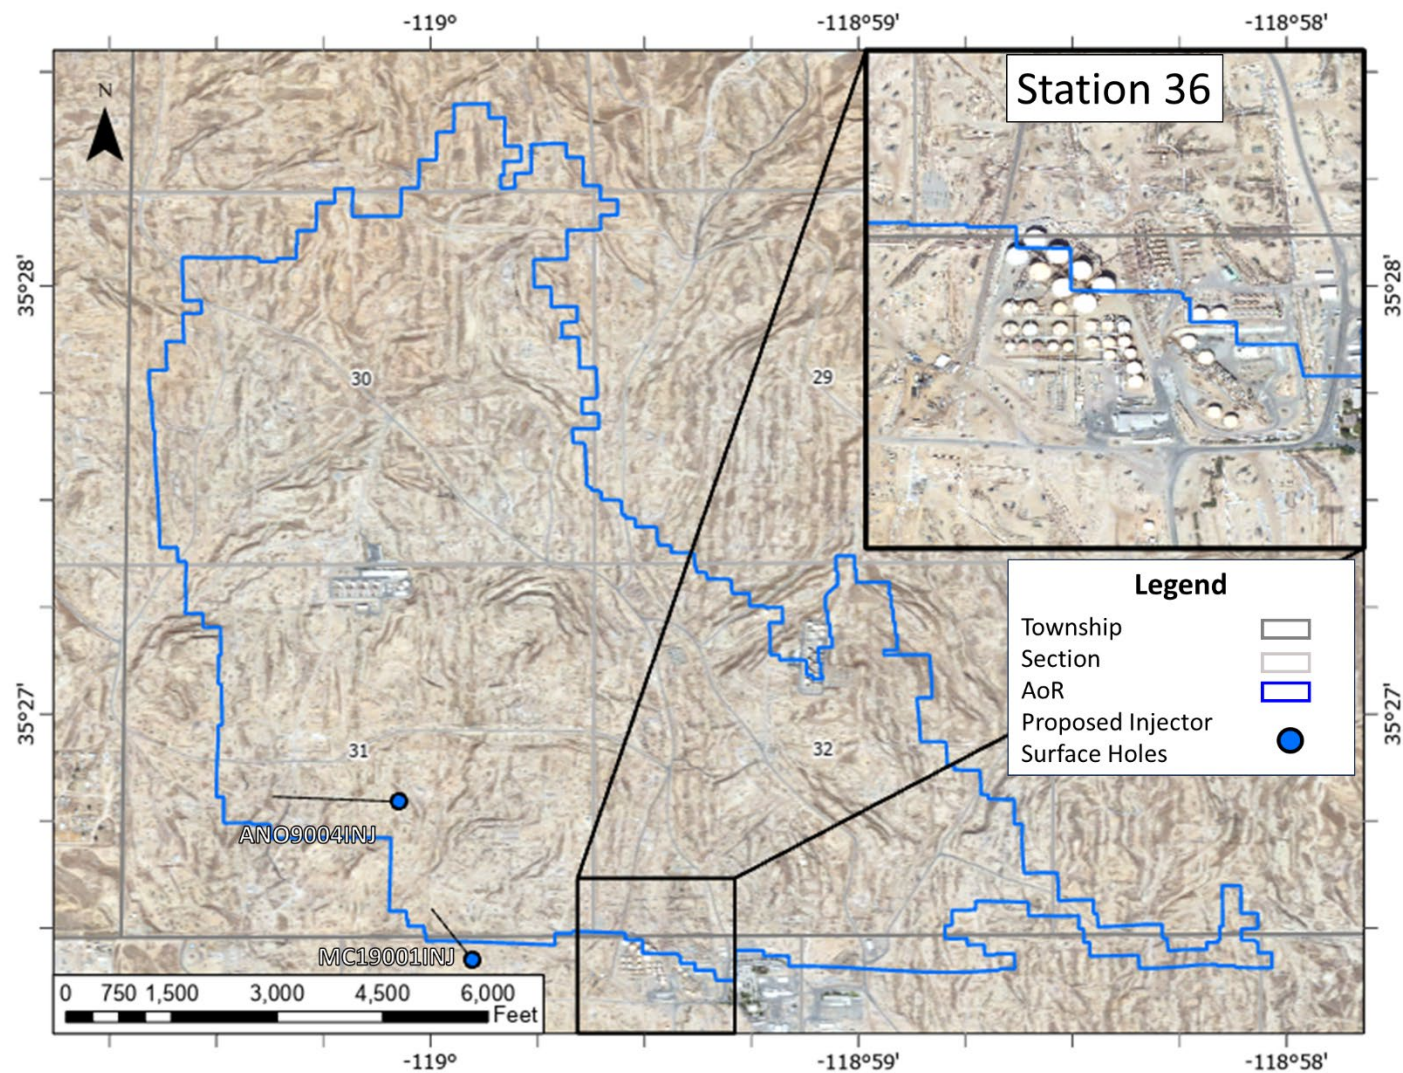 -119°
-118°59'
-118°58'
N
Station 36
35°28'
35°28'
30
29
Legend
Township
Section
AoR
Proposed Injector
Surface Holes
35°27'
35°27'
31
32
ANO9004INJ
MC19001INJ
0 750 1,500 3,000 4,500 6,000
Feet
-119°
-118°59'
-118°58'